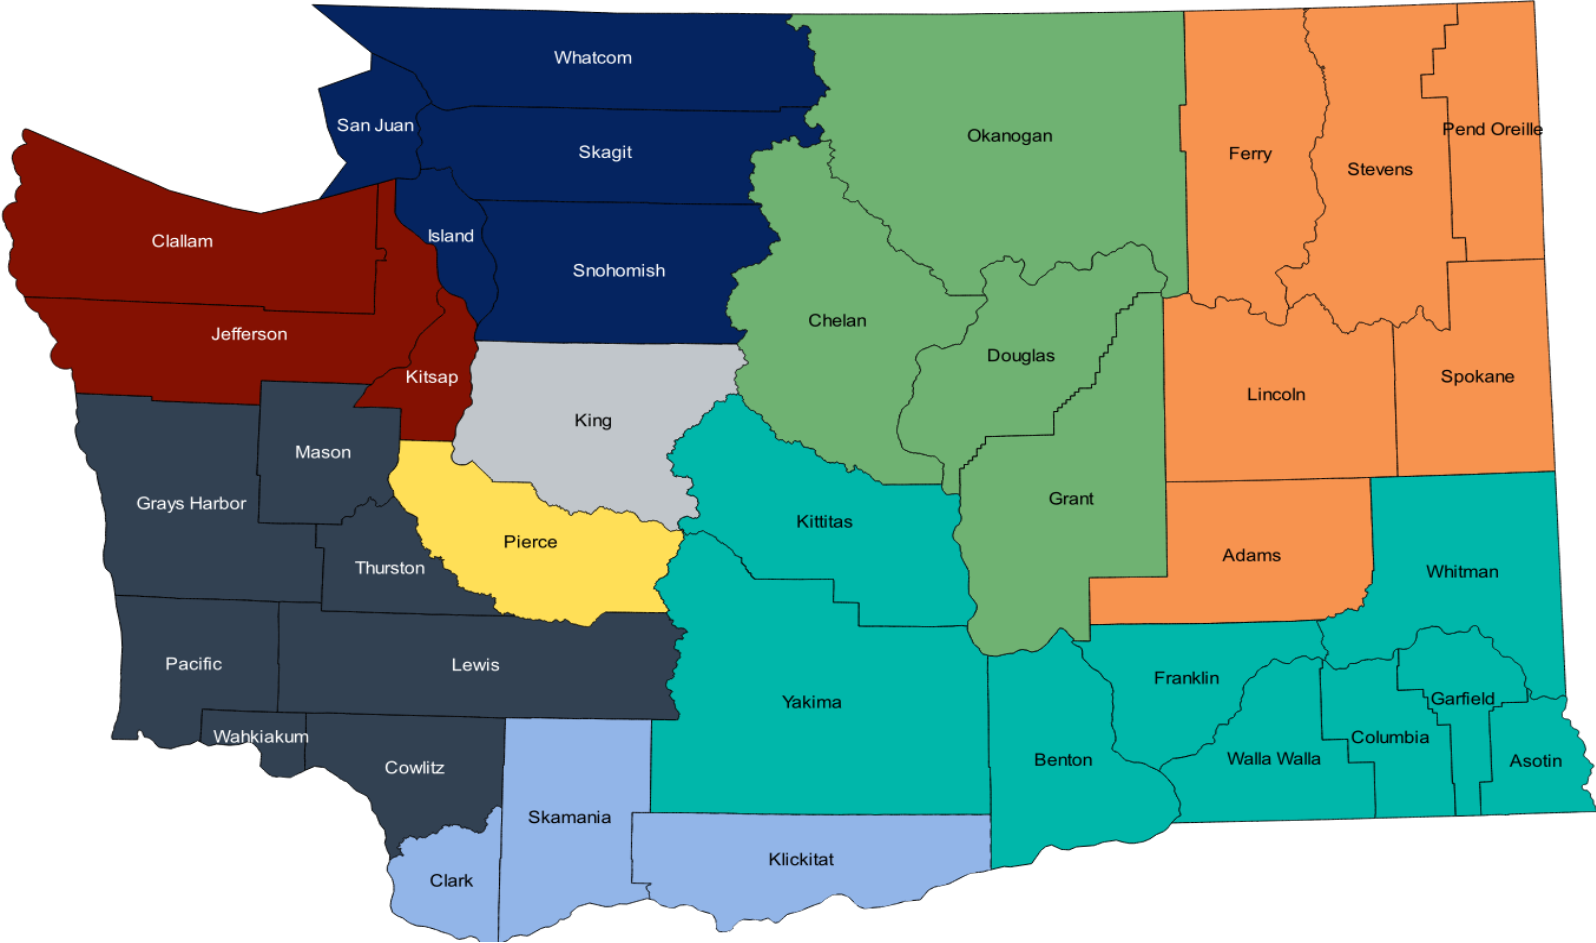 Whatcom
San Juan
Skagit
Okanogan
Ferry
Stevens
Pend Oreille
Clallam
Island
Snohomish
Jefferson
Kitsap
Chelan
Douglas
Lincoln
Spokane
King
Mason
Grays Harbor
Kittitas
Grant
Pierce
Thurston
Adams
Whitman
Pacific
Lewis
Yakima
Franklin
Garfield
Wahkiakum
Columbia
Cowlitz
Benton
Walla Walla
Asotin
Skamania
Klickitat
Clark